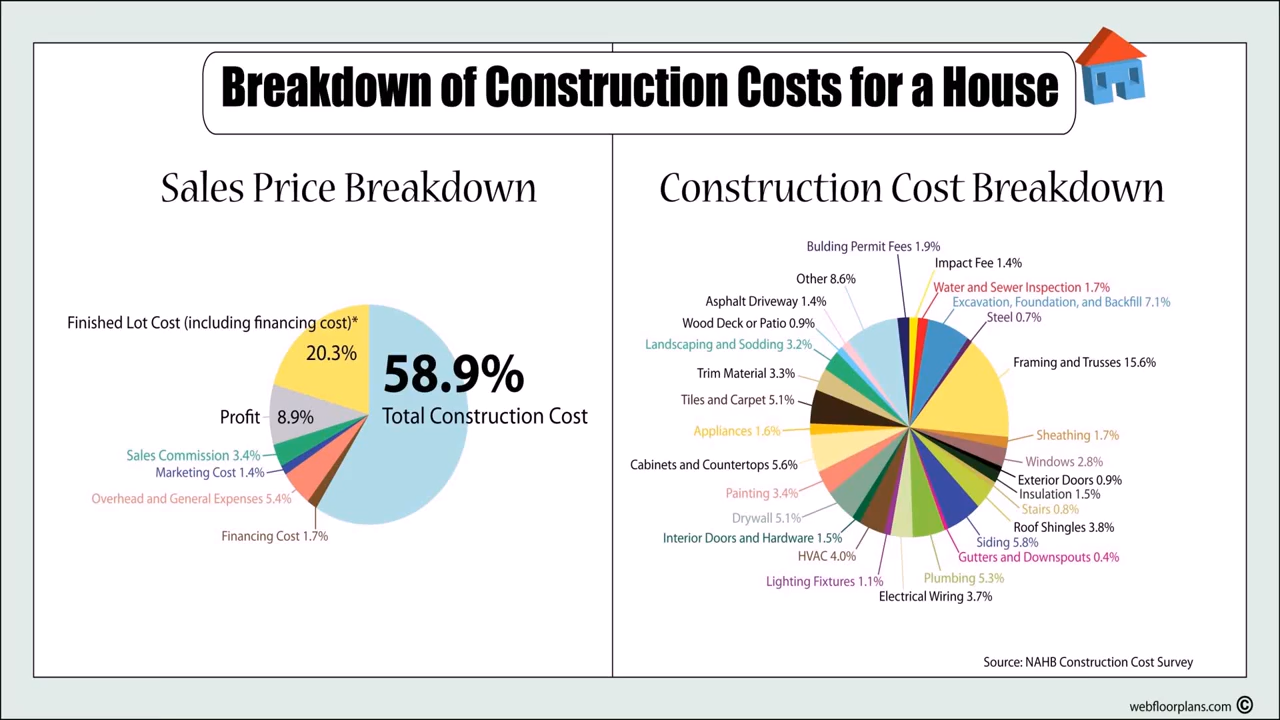 Breakdown of Construction Costs for a House
Sales Price Breakdown
Finished Lot Cost (including financing cost)*
20.3%
58.9%
Total Construction Cost
Profit 8.9%
Sales Commission 3.4%
Marketing Cost 1.4%
Overhead and General Expenses 5.4%
Financing Cost 1.7%
Construction Cost Breakdown
Bulding Permit Fees 1.9%
Impact Fee 1.4%
Water and Sewer Inspection 1.7%
Excavation, Foundation, and Backfill 7.1%
Steel 0.7%
Framing and Trusses 15.6%
Sheathing 1.7%
Windows 2.8%
Exterior Doors 0.9%
Insulation 1.5%
Stairs 0.8%
Roof Shingles 3.8%
Siding 5.8%
Gutters and Downspouts 0.4%
Plumbing 5.3%
Electrical Wiring 3.7%
Lighting Fixtures 1.1%
HVAC 4.0%
Interior Doors and Hardware 1.5%
Drywall 5.1%
Painting 3.4%
Cabinets and Countertops 5.6%
Appliances 1.6%
Tiles and Carpet 5.1%
Trim Material 3.3%
Landscaping and Sodding 3.2%
Wood Deck or Patio 0.9%
Asphalt Driveway 1.4%
Other 8.6%
Source: NAHB Construction Cost Survey
webfloorplans.com ©